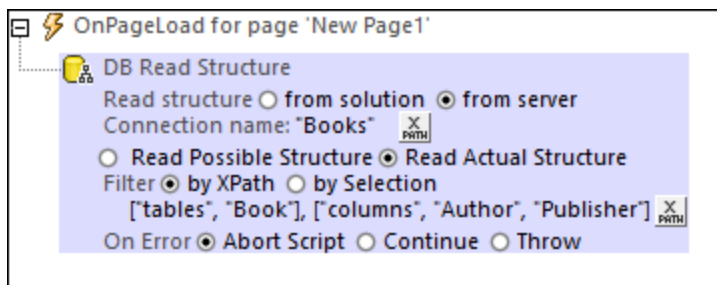 OnPageLoad for page 'New Page1'
DB Read Structure
Read structure from solution from server
Connection name: "Books" X PATH
Read Possible Structure Read Actual Structure
Filter by XPath by Selection
["tables", "Book"], ["columns", "Author", "Publisher"] X PATH
On Error Abort Script Continue Throw